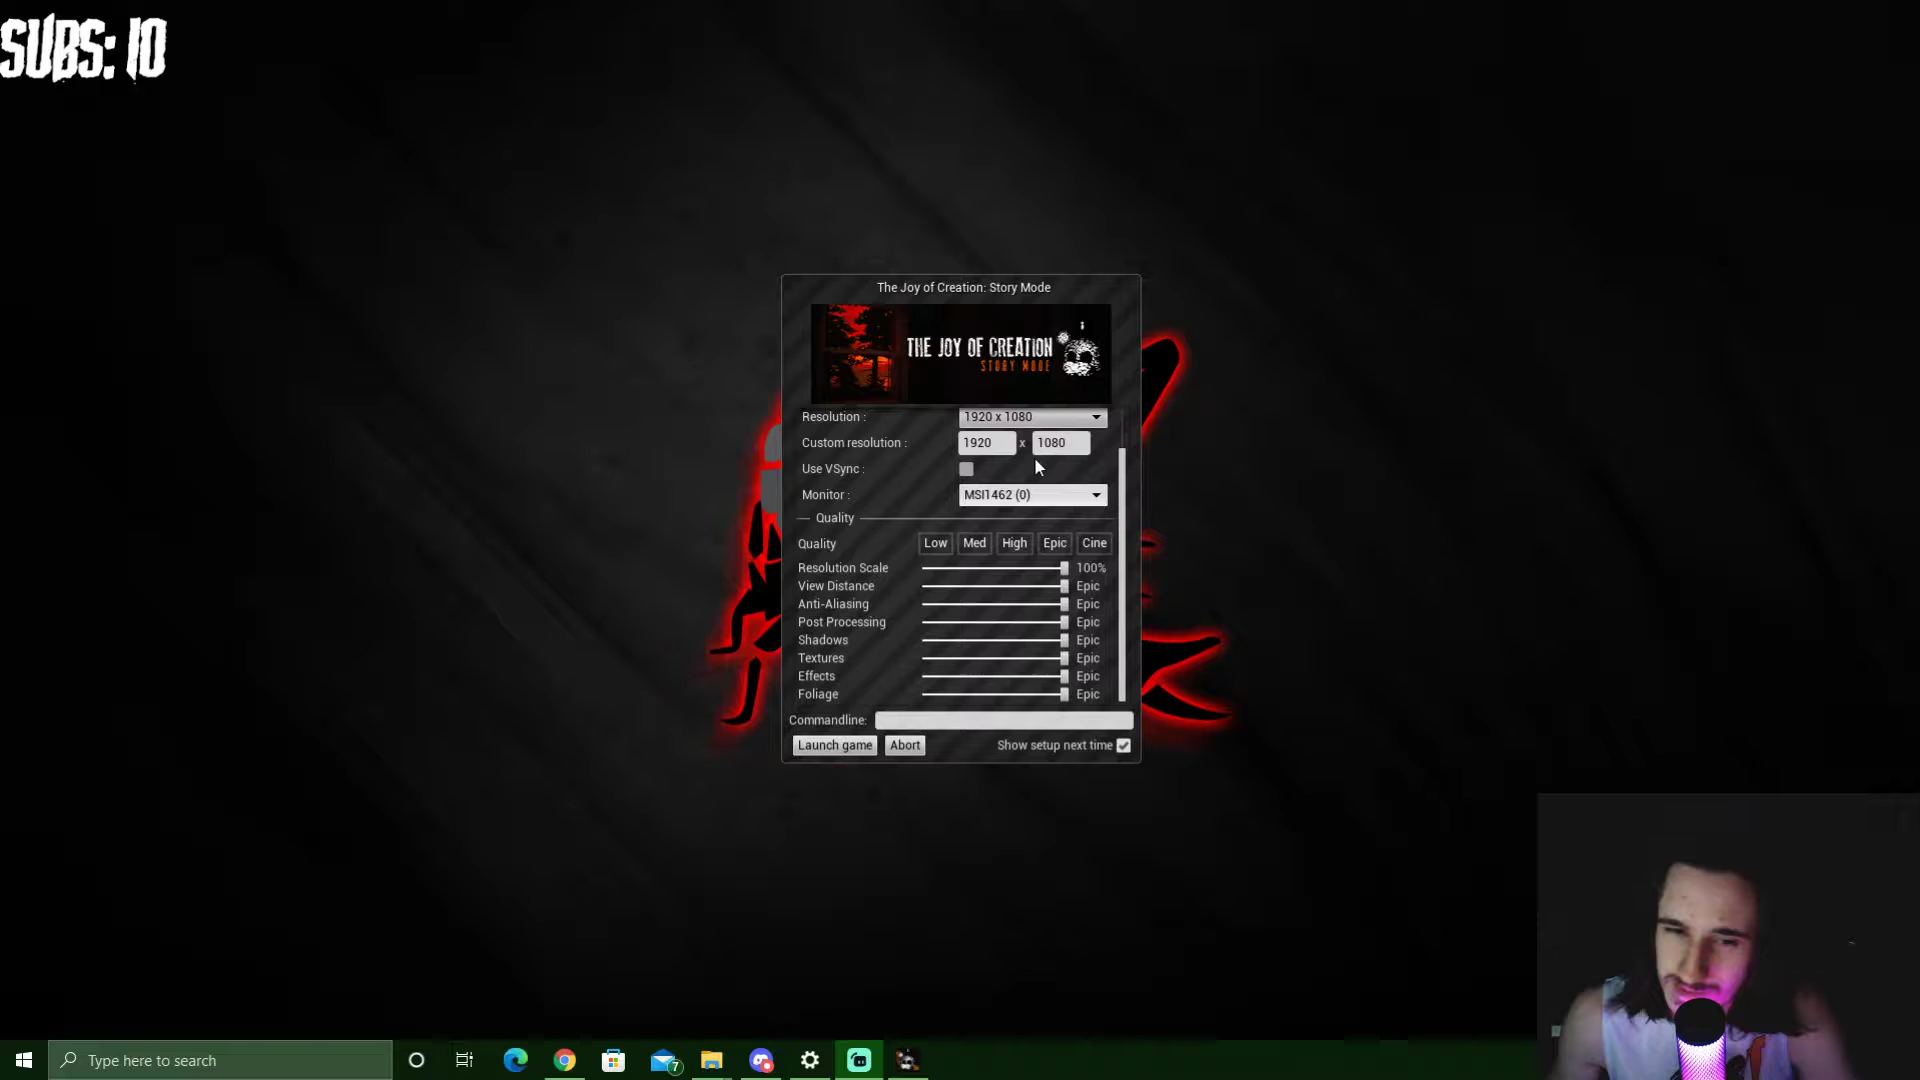 SUBS: 10
The Joy of Creation: Story Mode
THE JOY OF CREATION
STORY MODE
Resolution : 1920 x 1080
Custom resolution : 1920 x 1080
Use VSync :
Monitor : MSI1462 (0)
Quality
Quality Low Med High Epic Cine
Resolution Scale 100%
View Distance Epic
Anti-Aliasing Epic
Post Processing Epic
Shadows Epic
Textures Epic
Effects Epic
Foliage Epic
Commandline:
Launch game Abort Show setup next time
Type here to search 7